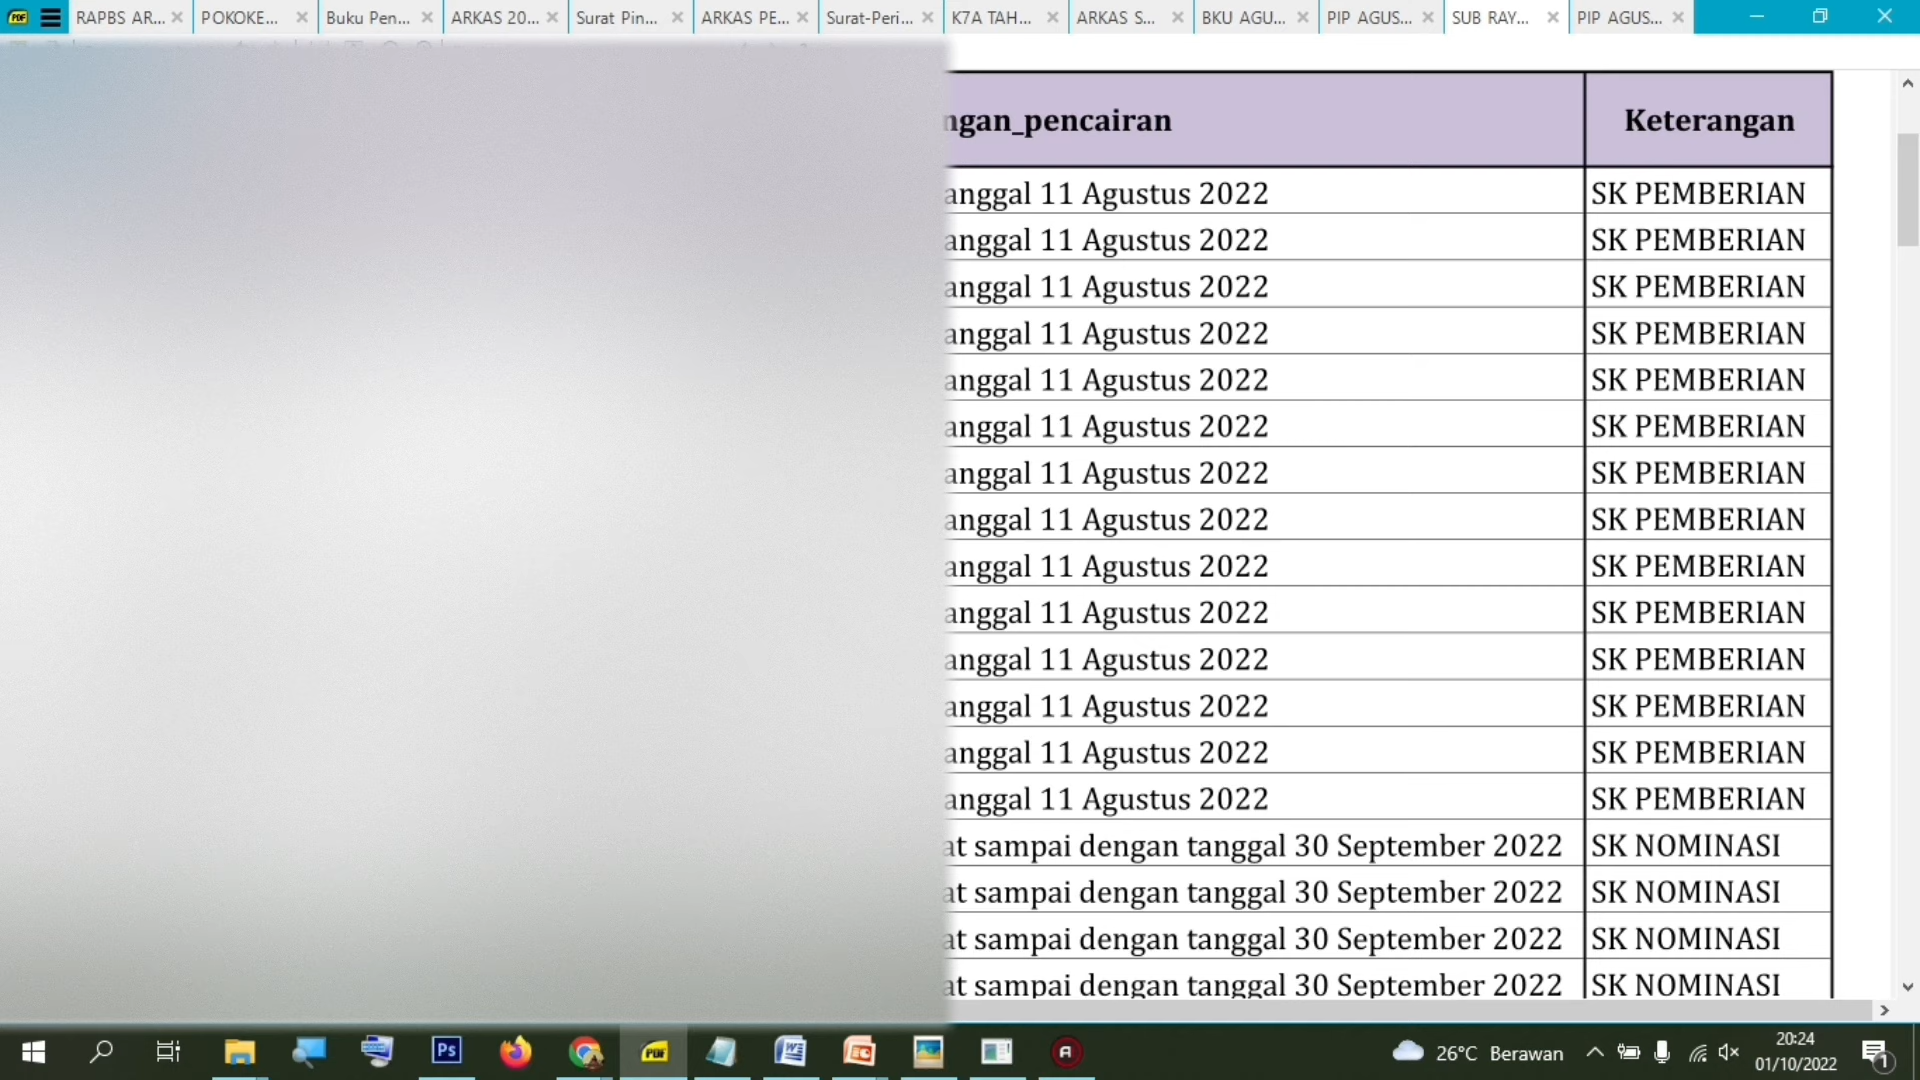 RAPBS AR... POKOKE... Buku Pen... ARKAS 20... Surat Pin... ARKAS PE... Surat-Peri... K7A TAH... ARKAS S... BKU AGU... PIP AGUS... SUB RAY... PIP AGUS...
ngan_pencairan Keterangan
anggal 11 Agustus 2022 SK PEMBERIAN
anggal 11 Agustus 2022 SK PEMBERIAN
anggal 11 Agustus 2022 SK PEMBERIAN
anggal 11 Agustus 2022 SK PEMBERIAN
anggal 11 Agustus 2022 SK PEMBERIAN
anggal 11 Agustus 2022 SK PEMBERIAN
anggal 11 Agustus 2022 SK PEMBERIAN
anggal 11 Agustus 2022 SK PEMBERIAN
anggal 11 Agustus 2022 SK PEMBERIAN
anggal 11 Agustus 2022 SK PEMBERIAN
anggal 11 Agustus 2022 SK PEMBERIAN
anggal 11 Agustus 2022 SK PEMBERIAN
anggal 11 Agustus 2022 SK PEMBERIAN
anggal 11 Agustus 2022 SK PEMBERIAN
at sampai dengan tanggal 30 September 2022 SK NOMINASI
at sampai dengan tanggal 30 September 2022 SK NOMINASI
at sampai dengan tanggal 30 September 2022 SK NOMINASI
at sampai dengan tanggal 30 September 2022 SK NOMINASI
Ps PDF 26°C Berawan 20:24
01/10/2022 1